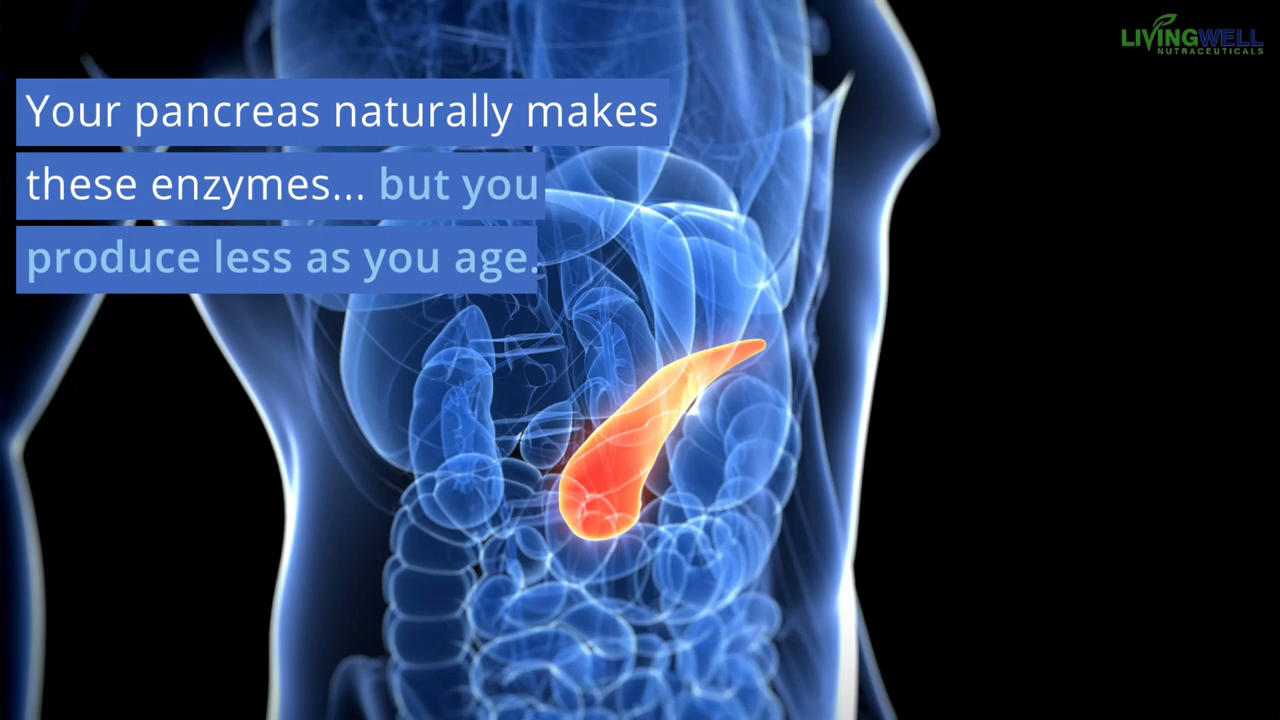 LIVINGWELL
NUTRACEUTICALS
Your pancreas naturally makes
these enzymes... but you
produce less as you age.